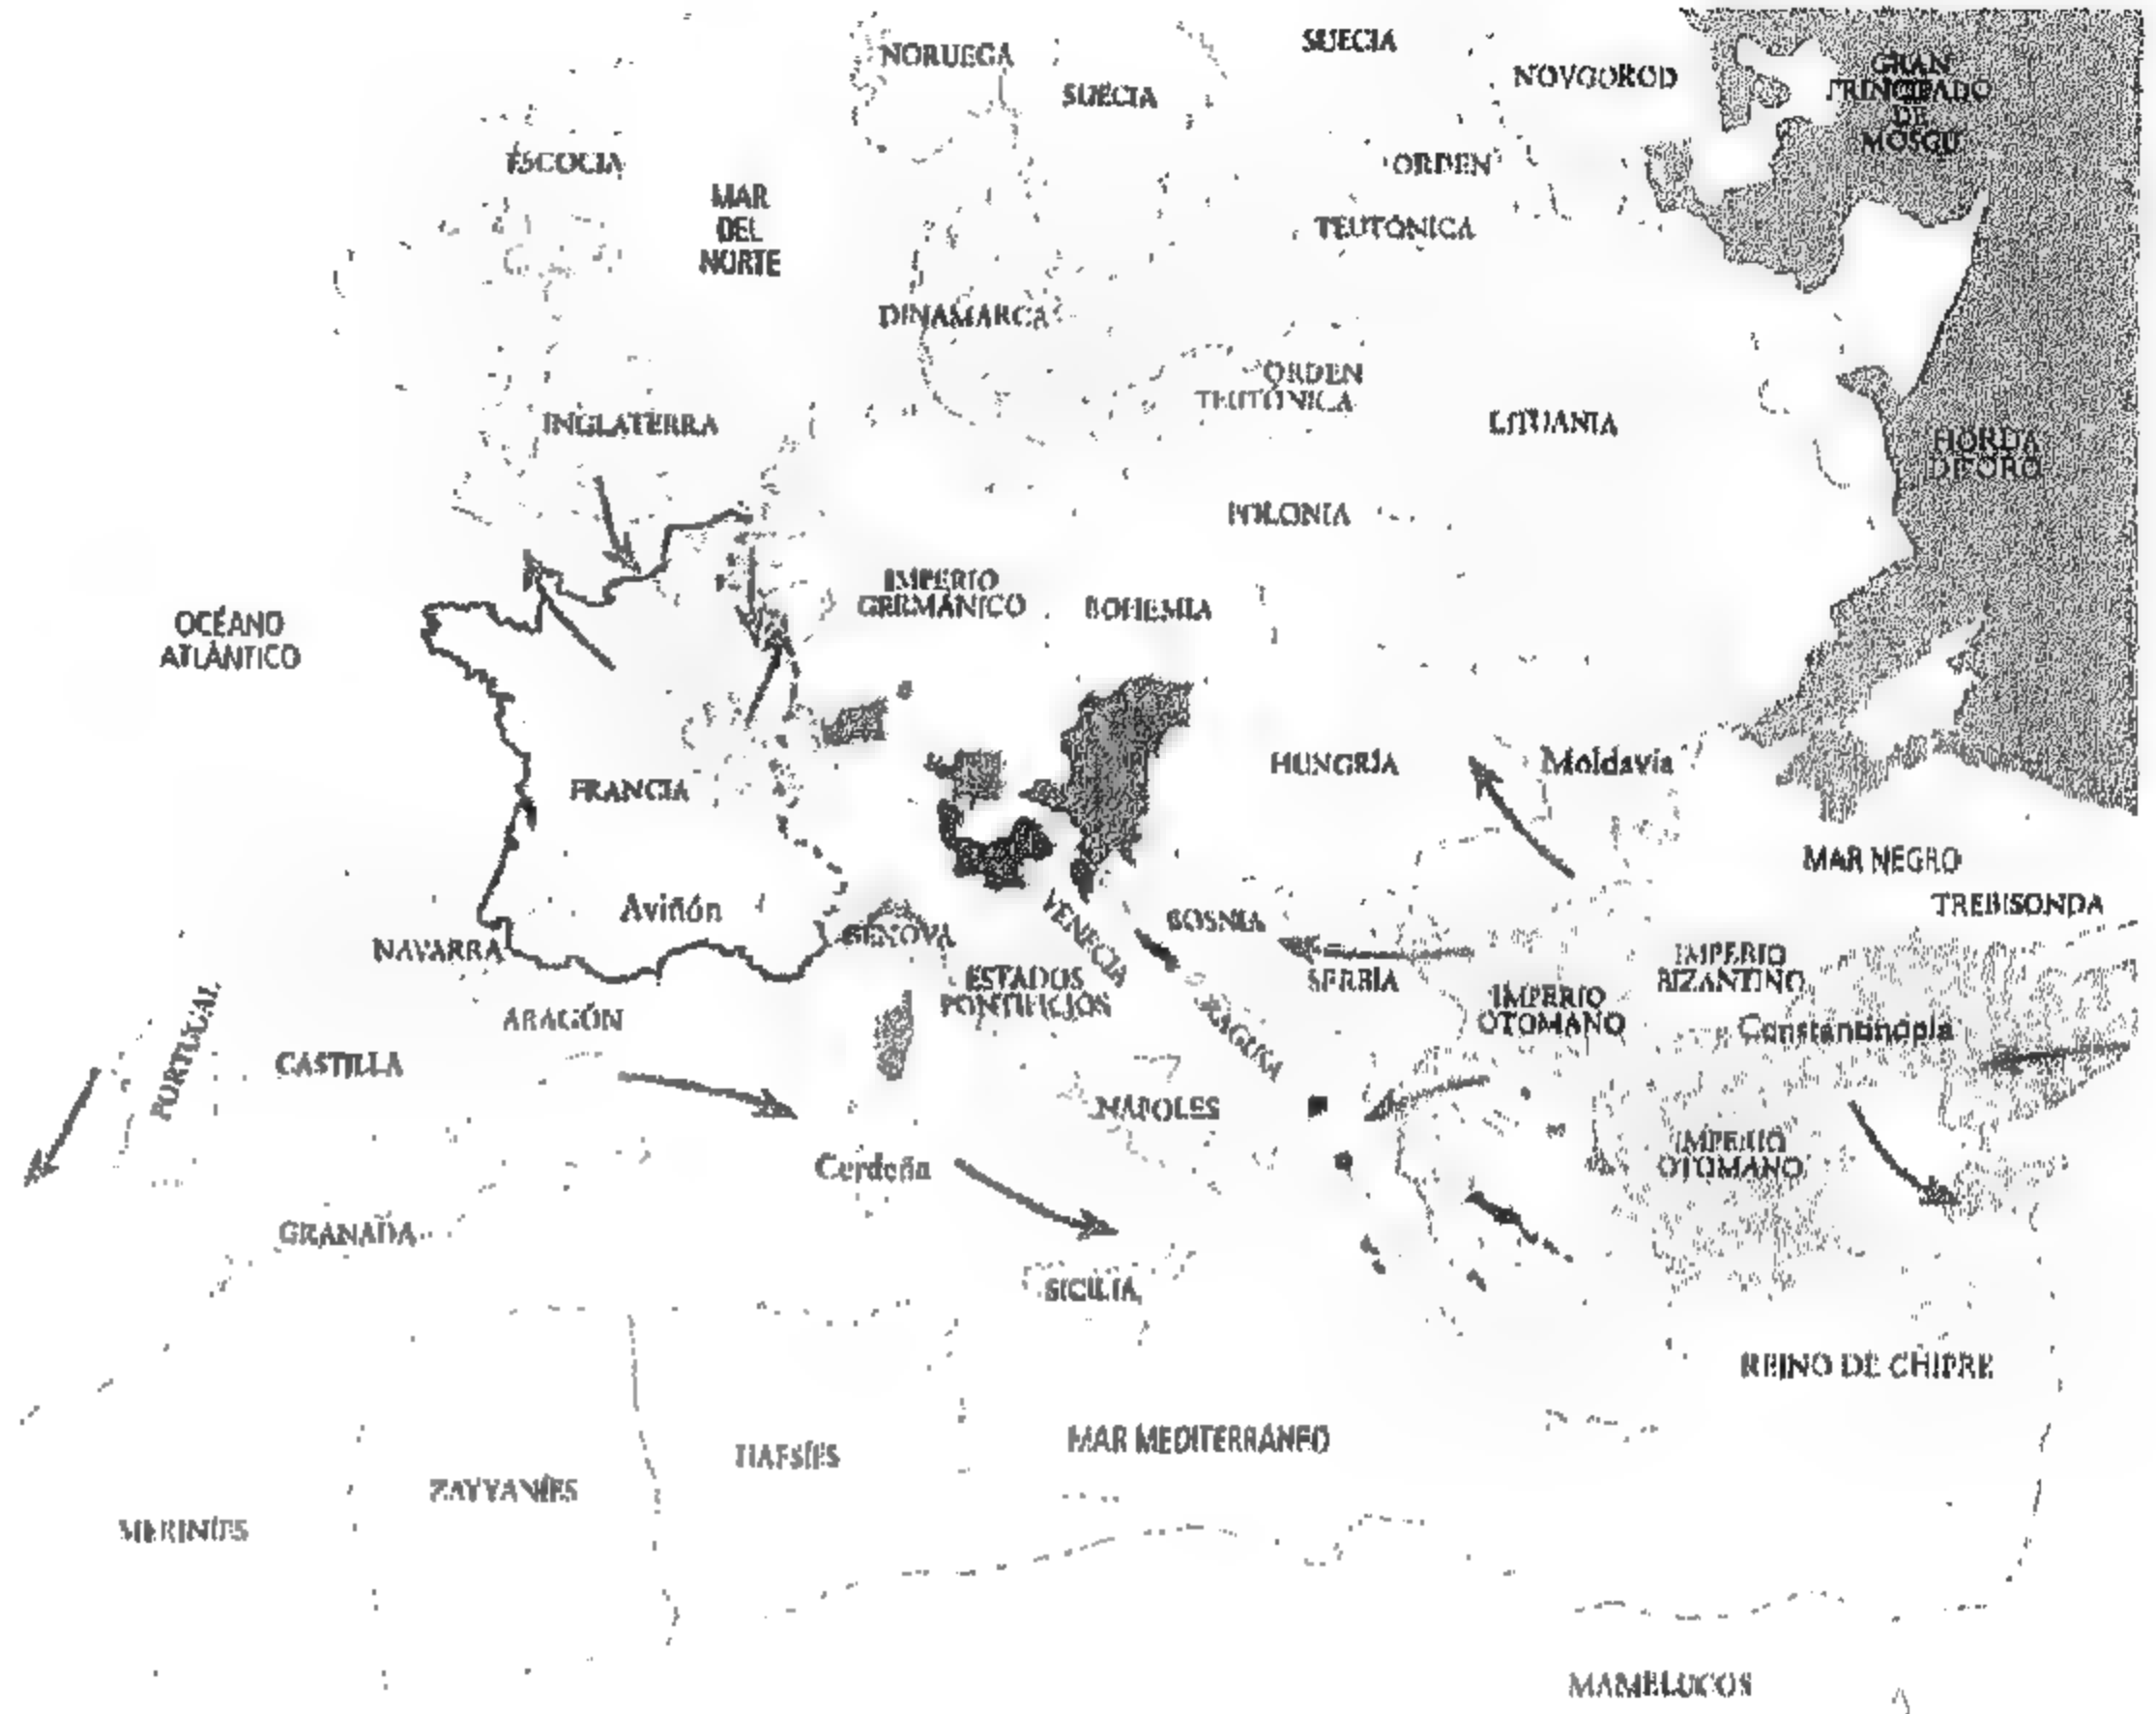 NORUEGA
SUECIA
SUECIA
NOVGOROD
GRAN
PRINCIPADO
DE
MOSCÚ
ESCOCIA
MAR
DEL
NORTE
ORDEN
TEUTÓNICA
DINAMARCA
ORDEN
TEUTÓNICA
INGLATERRA
LITUANIA
HORDA
DE ORO
POLONIA
OCÉANO
ATLÁNTICO
IMPERIO
GERMÁNICO
BOHEMIA
FRANCIA
HUNGRÍA
Moldavia
MAR NEGRO
TREBISONDA
Aviñón
NAVARRA
GÉNOVA
VENECIA
BOSNIA
ESTADOS
PONTIFICIOS
SERBIA
IMPERIO
BIZANTINO
IMPERIO
OTOMANO
Constantinopla
PORTUGAL
ARAGÓN
CASTILLA
RAGUSA
NÁPOLES
IMPERIO
OTOMANO
Cerdeña
GRANADA
SICILIA
REINO DE CHIPRE
MAR MEDITERRÁNEO
HAFSÍES
ZAYYANÍES
MERINÍES
MAMELUCOS